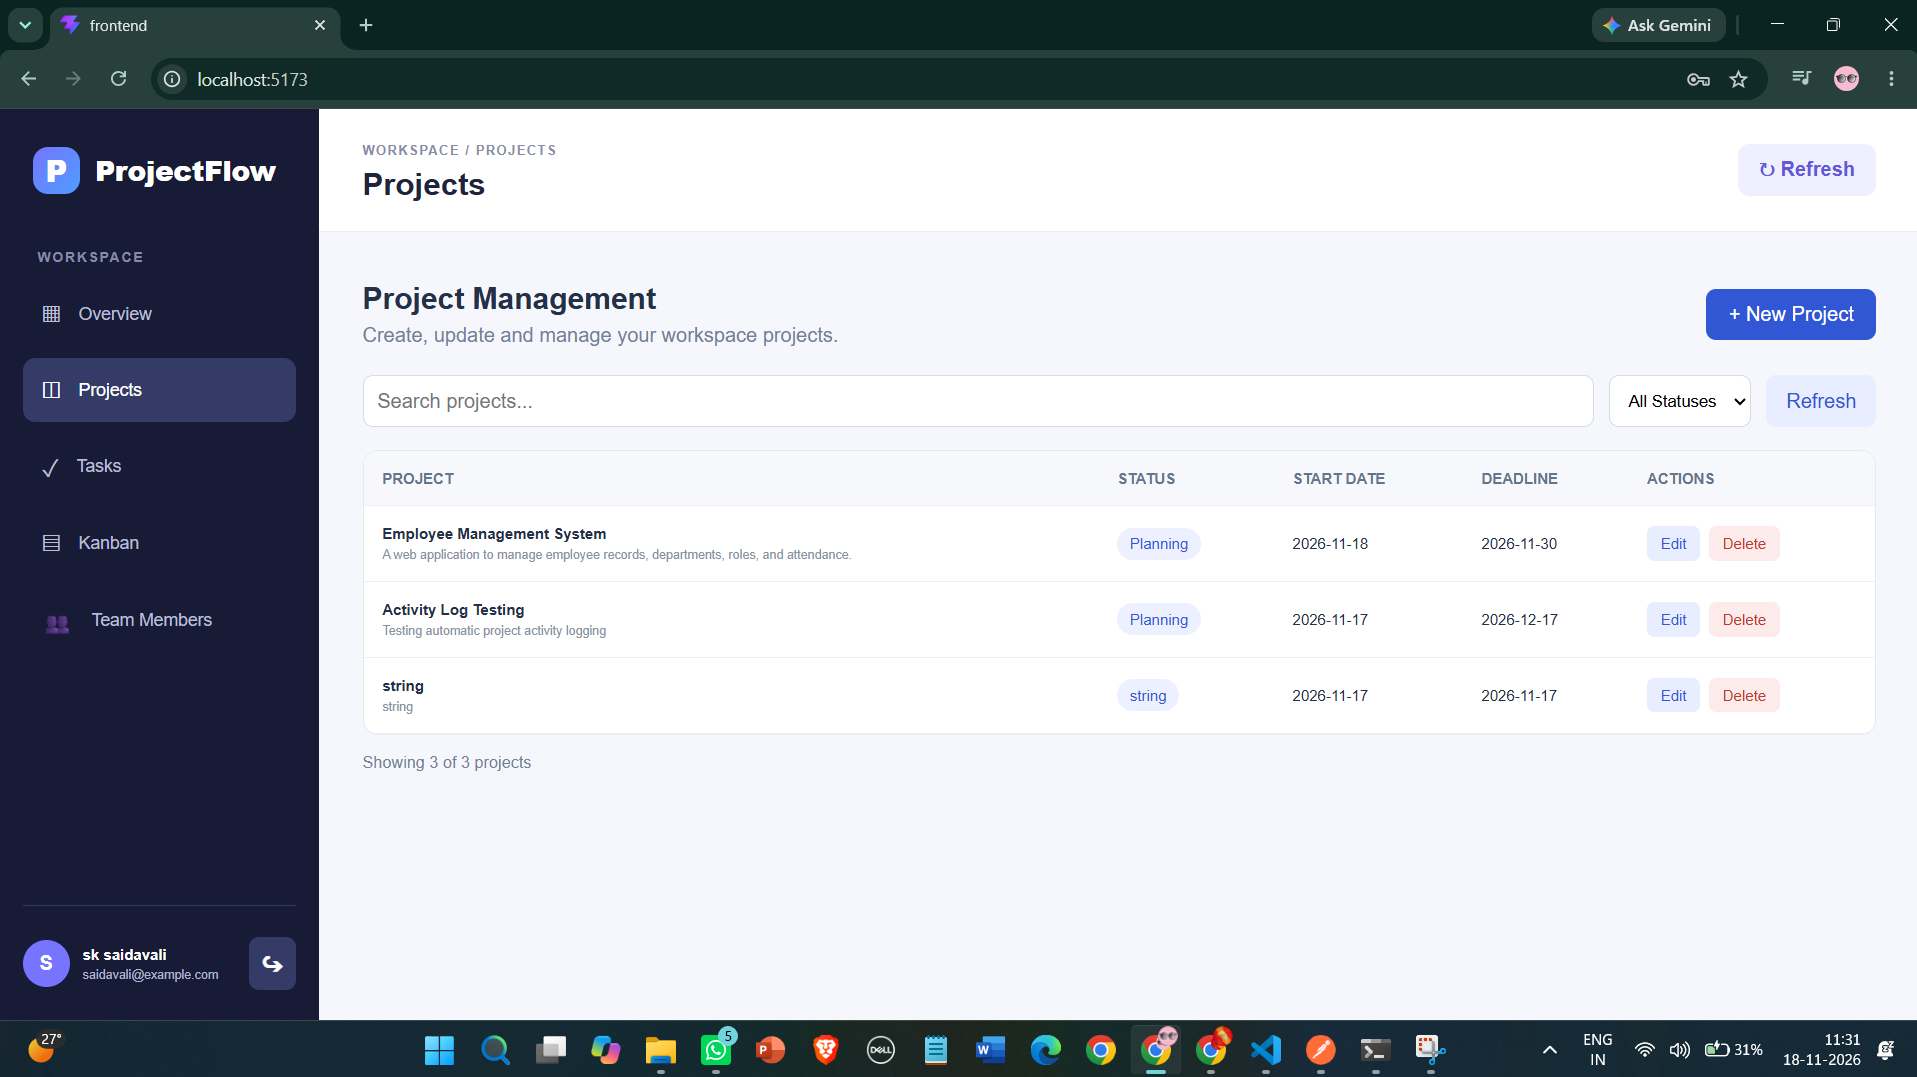 frontend
Ask Gemini
localhost:5173
P ProjectFlow
WORKSPACE
Overview
Projects
Tasks
Kanban
Team Members
S
sk saidavali
saidavali@example.com
WORKSPACE / PROJECTS
Projects
↻ Refresh
Project Management
Create, update and manage your workspace projects.
+ New Project
Search projects...
All Statuses
Refresh
PROJECT STATUS START DATE DEADLINE ACTIONS
Employee Management System
A web application to manage employee records, departments, roles, and attendance.
Planning 2026-11-18 2026-11-30 Edit Delete
Activity Log Testing
Testing automatic project activity logging
Planning 2026-11-17 2026-12-17 Edit Delete
string
string
string 2026-11-17 2026-11-17 Edit Delete
Showing 3 of 3 projects
27°
5
P
DELL
W
ENG
IN
31%
11:31
18-11-2026